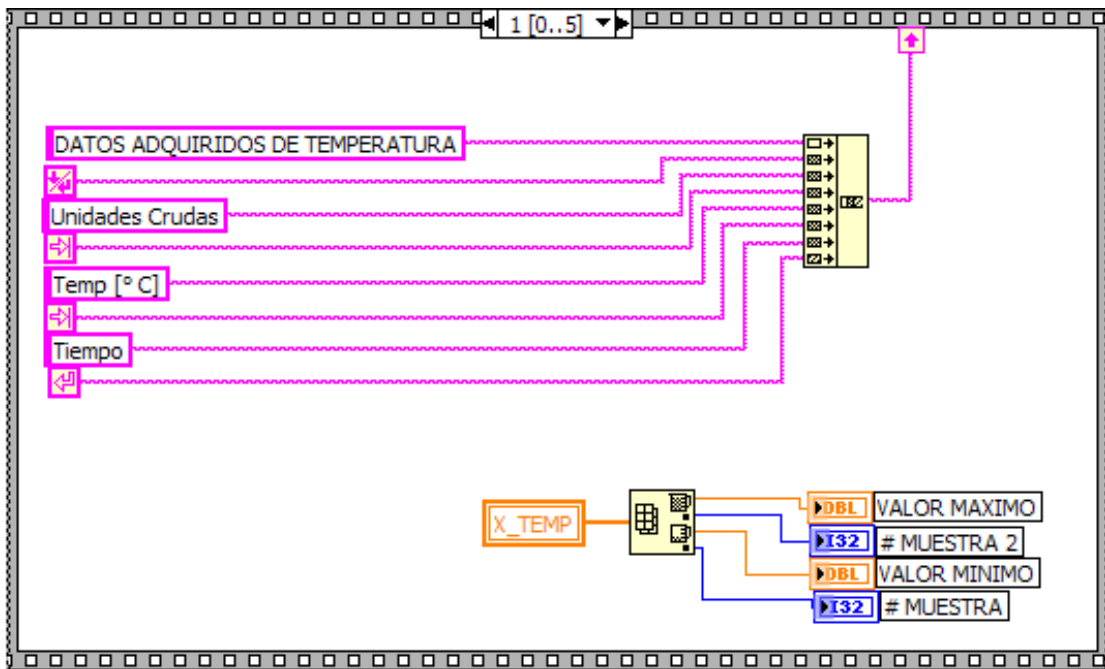 1 [0..5]
DATOS ADQUIRIDOS DE TEMPERATURA
Unidades Crudas
Temp [° C]
Tiempo
X_TEMP
DBL VALOR MAXIMO
I32 # MUESTRA 2
DBL VALOR MINIMO
I32 # MUESTRA